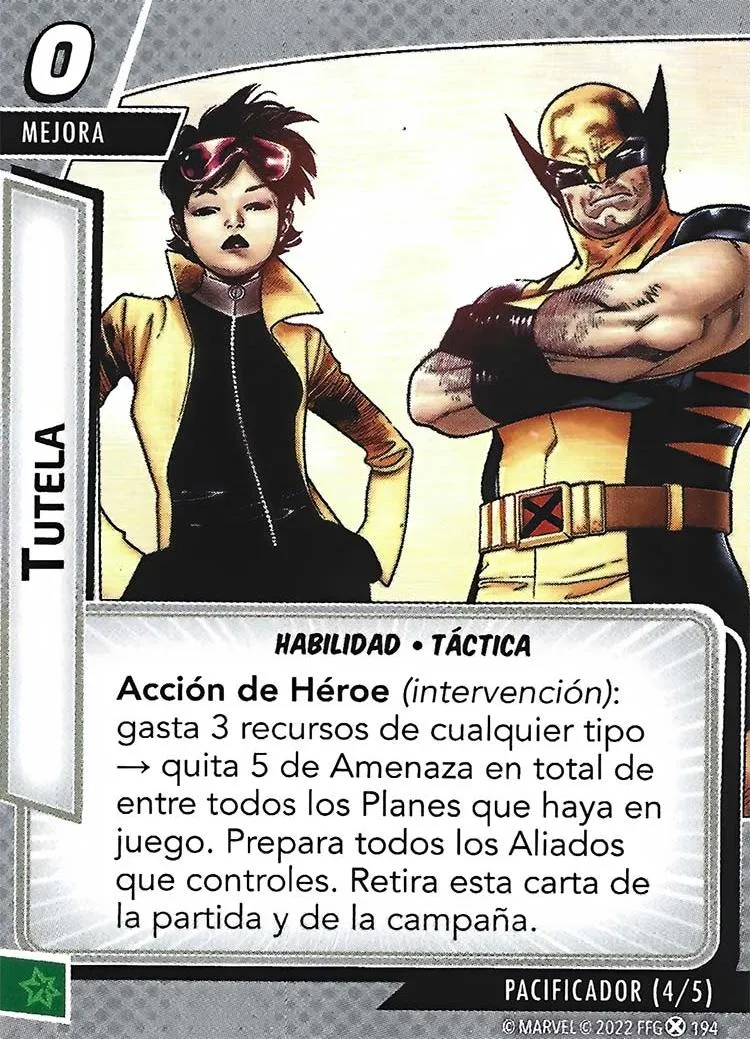 0
MEJORA
TUTELA
HABILIDAD • TÁCTICA
Acción de Héroe (intervención):
gasta 3 recursos de cualquier tipo
→ quita 5 de Amenaza en total de
entre todos los Planes que haya en
juego. Prepara todos los Aliados
que controles. Retira esta carta de
la partida y de la campaña.
PACIFICADOR (4/5)
© MARVEL © 2022 FFG 194